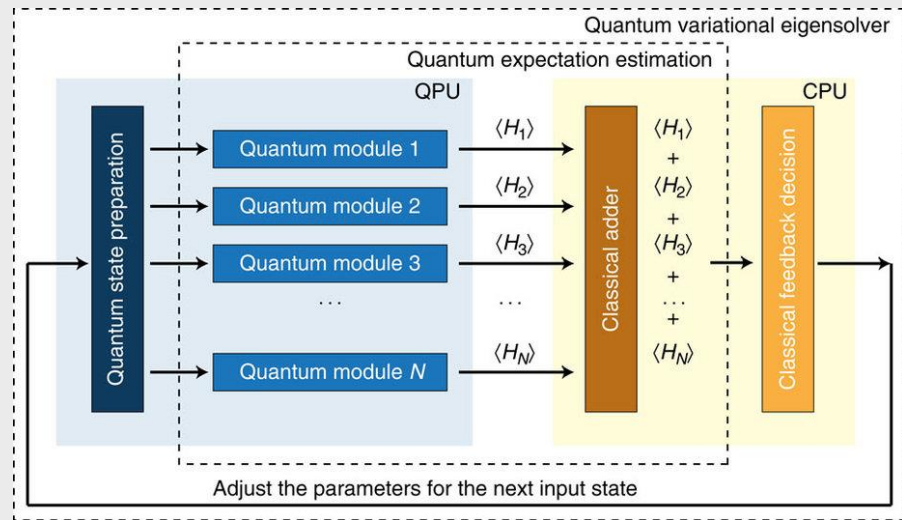 Quantum variational eigensolver
Quantum expectation estimation
QPU
CPU
Quantum state preparation
Quantum module 1
Quantum module 2
Quantum module 3
...
Quantum module N
⟨H₁⟩
⟨H₂⟩
⟨H₃⟩
...
⟨H_N⟩
Classical adder
⟨H₁⟩
+
⟨H₂⟩
+
⟨H₃⟩
+
...
+
⟨H_N⟩
Classical feedback decision
Adjust the parameters for the next input state